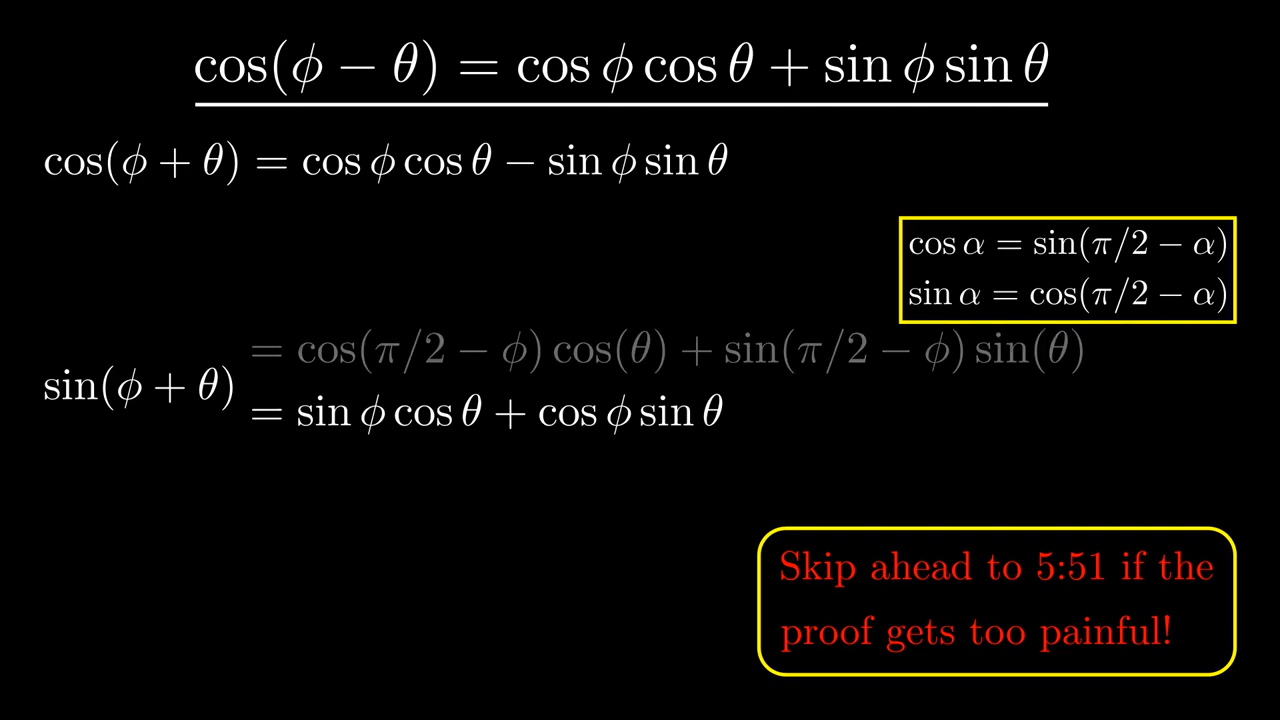 cos(ϕ − θ) = cos ϕ cos θ + sin ϕ sin θ
cos(ϕ + θ) = cos ϕ cos θ − sin ϕ sin θ
cos α = sin(π/2 − α)
sin α = cos(π/2 − α)
= cos(π/2 − ϕ) cos(θ) + sin(π/2 − ϕ) sin(θ)
sin(ϕ + θ)
= sin ϕ cos θ + cos ϕ sin θ
Skip ahead to 5:51 if the
proof gets too painful!